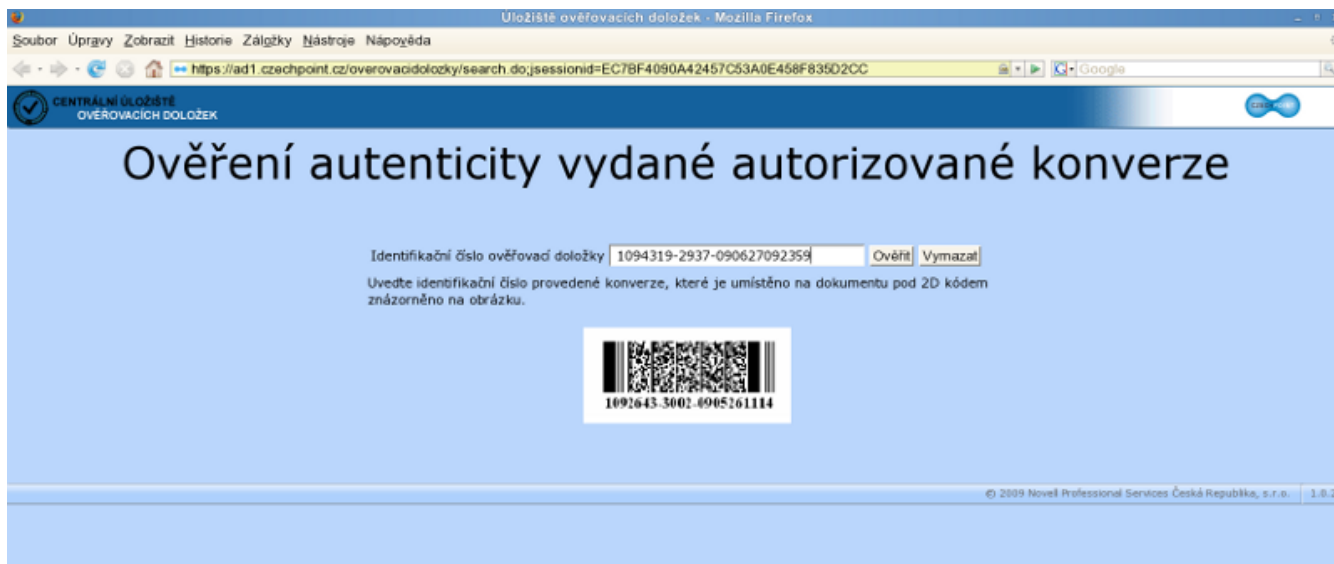 Úložiště ověřovacích doložek - Mozilla Firefox
Soubor Úpravy Zobrazit Historie Záložky Nástroje Nápověda
https://ad1.czechpoint.cz/overovacidolozky/search.do;jsessionid=EC7BF4090A42457C53A0E458F835D2CC Google
CENTRÁLNÍ ÚLOŽIŠTĚ
OVĚŘOVACÍCH DOLOŽEK
Ověření autenticity vydané autorizované konverze
Identifikační číslo ověřovací doložky 1094319-2937-090627092359 Ověřit Vymazat
Uveďte identifikační číslo provedené konverze, které je umístěno na dokumentu pod 2D kódem
znázorněno na obrázku.
1092643-3002-0905261114
© 2009 Novell Professional Services Česká Republika, s.r.o.